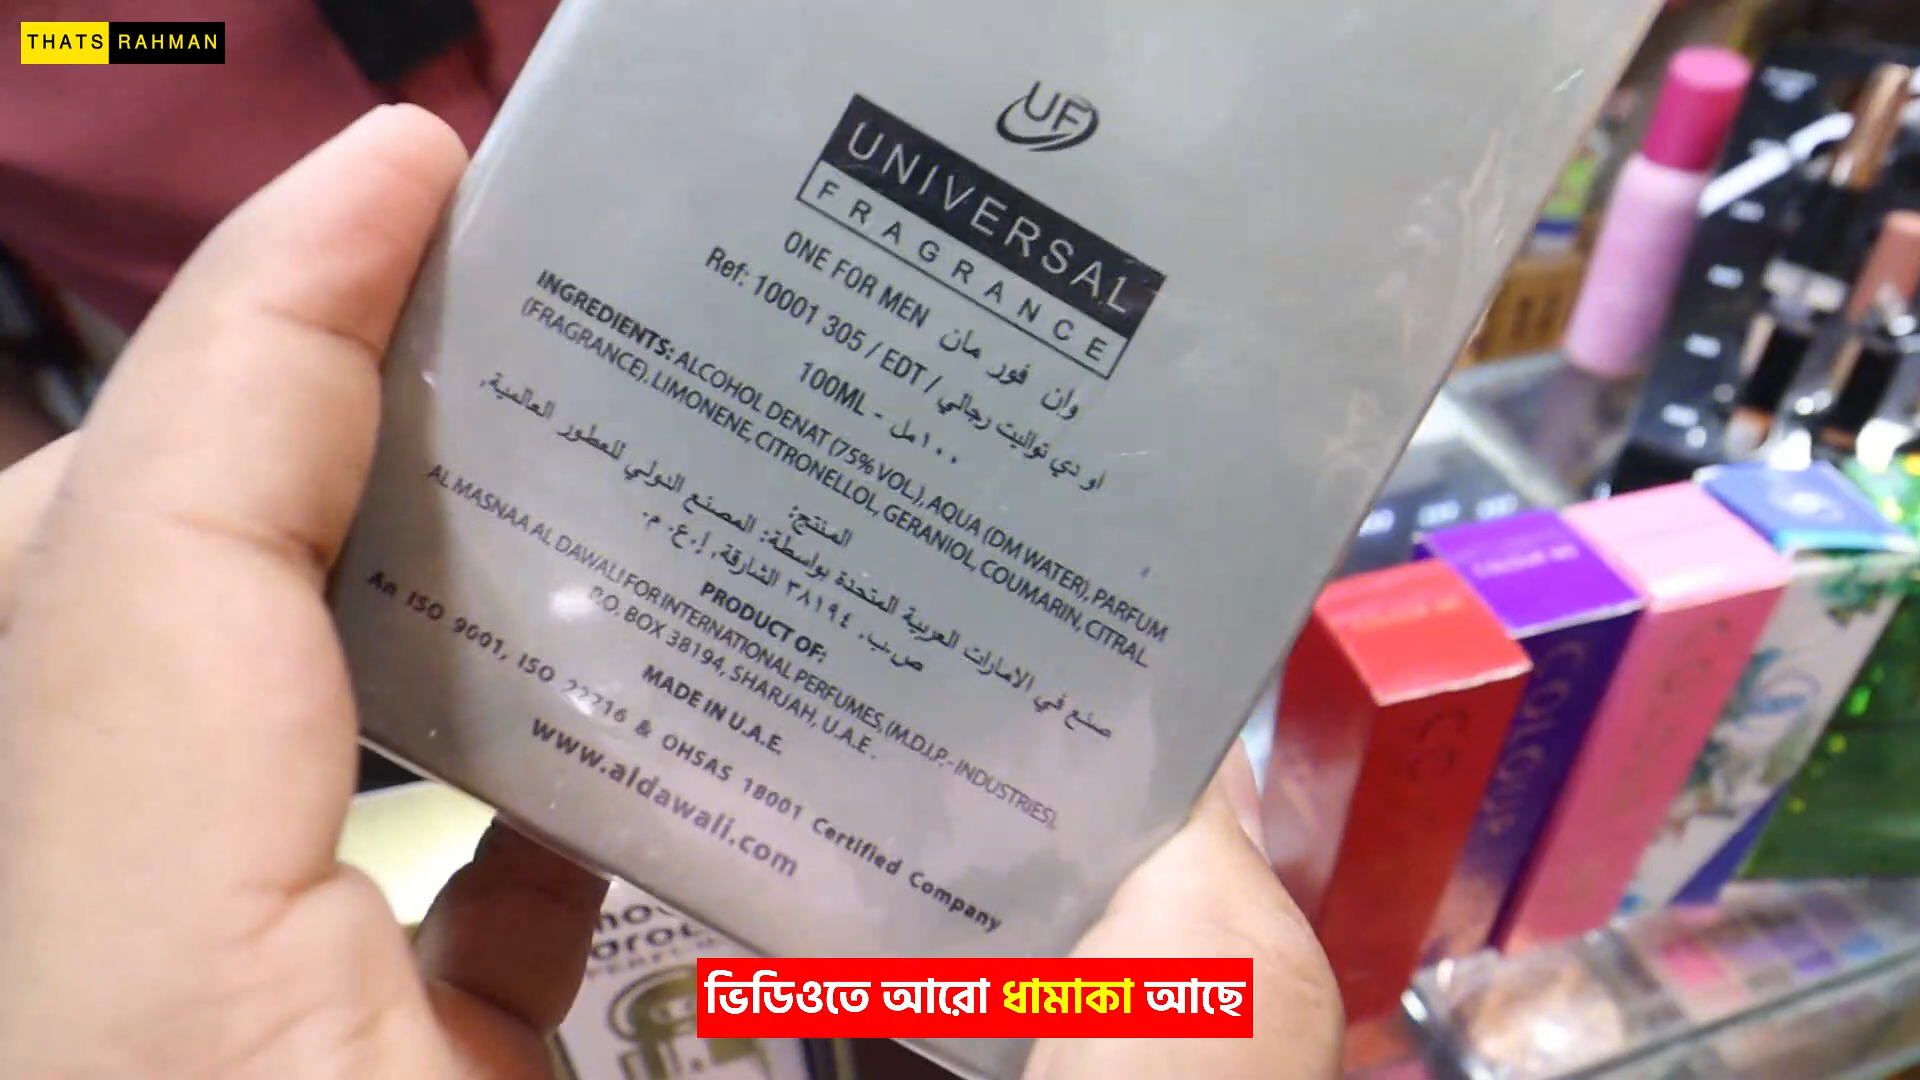 THATS RAHMAN
UF
UNIVERSAL
FRAGRANCE
ONE FOR MEN وان فور مان
Ref: 10001 305 / EDT / او دي تواليت رجالي
100ML - ١٠٠مل
INGREDIENTS: ALCOHOL DENAT (75% VOL), AQUA (DM WATER), PARFUM
(FRAGRANCE), LIMONENE, CITRONELLOL, GERANIOL, COUMARIN, CITRAL
المنتج:
صنع في الامارات العربية المتحدة بواسطة: المصنع الدولي للعطور العالمية,
ص.ب. ٣٨١٩٤ الشارقة, إ.ع. م.
PRODUCT OF:
AL MASNAA AL DAWALI FOR INTERNATIONAL PERFUMES, (M.D.I.P.- INDUSTRIES),
P.O. BOX 38194, SHARJAH, U.A.E.
MADE IN U.A.E.
An ISO 9001, ISO 22716 & OHSAS 18001 Certified Company
www.aldawali.com
COLOUR
ভিডিওতে আরো ধামাকা আছে